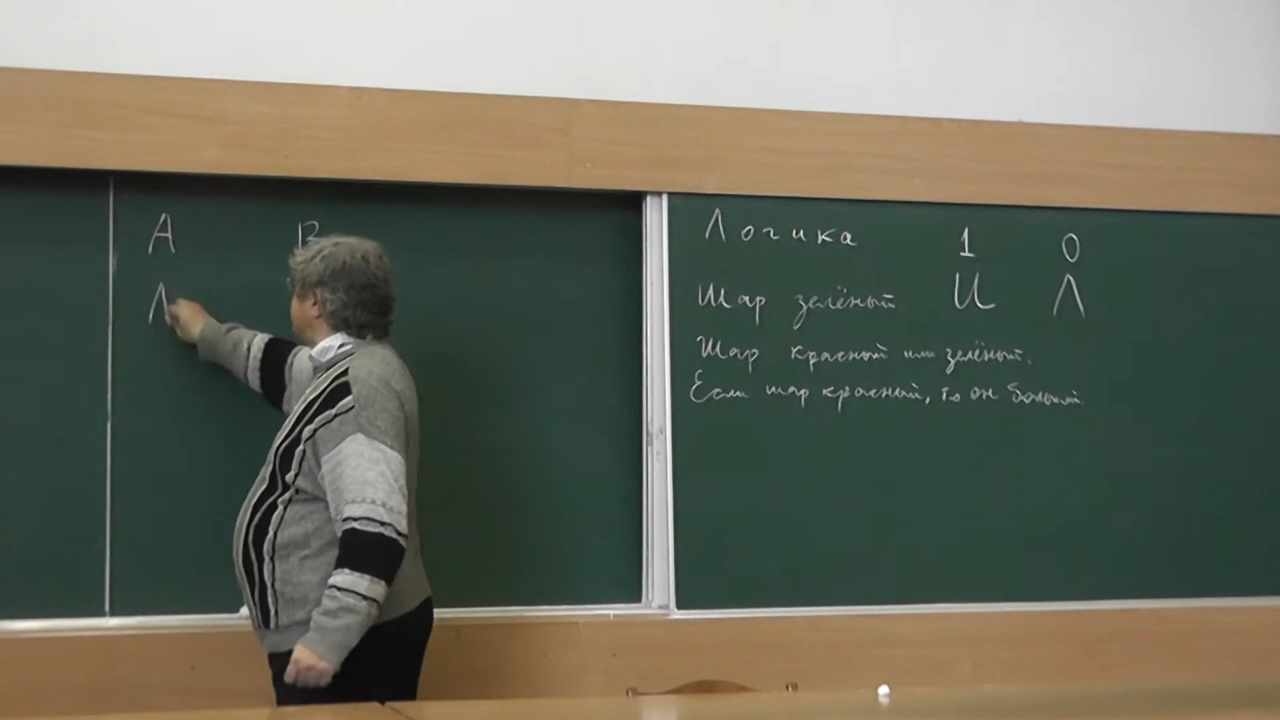 А В
Л
Логика 1 0
Шар зелёный И Л
Шар красный или зелёный.
Если шар красный, то он большой.